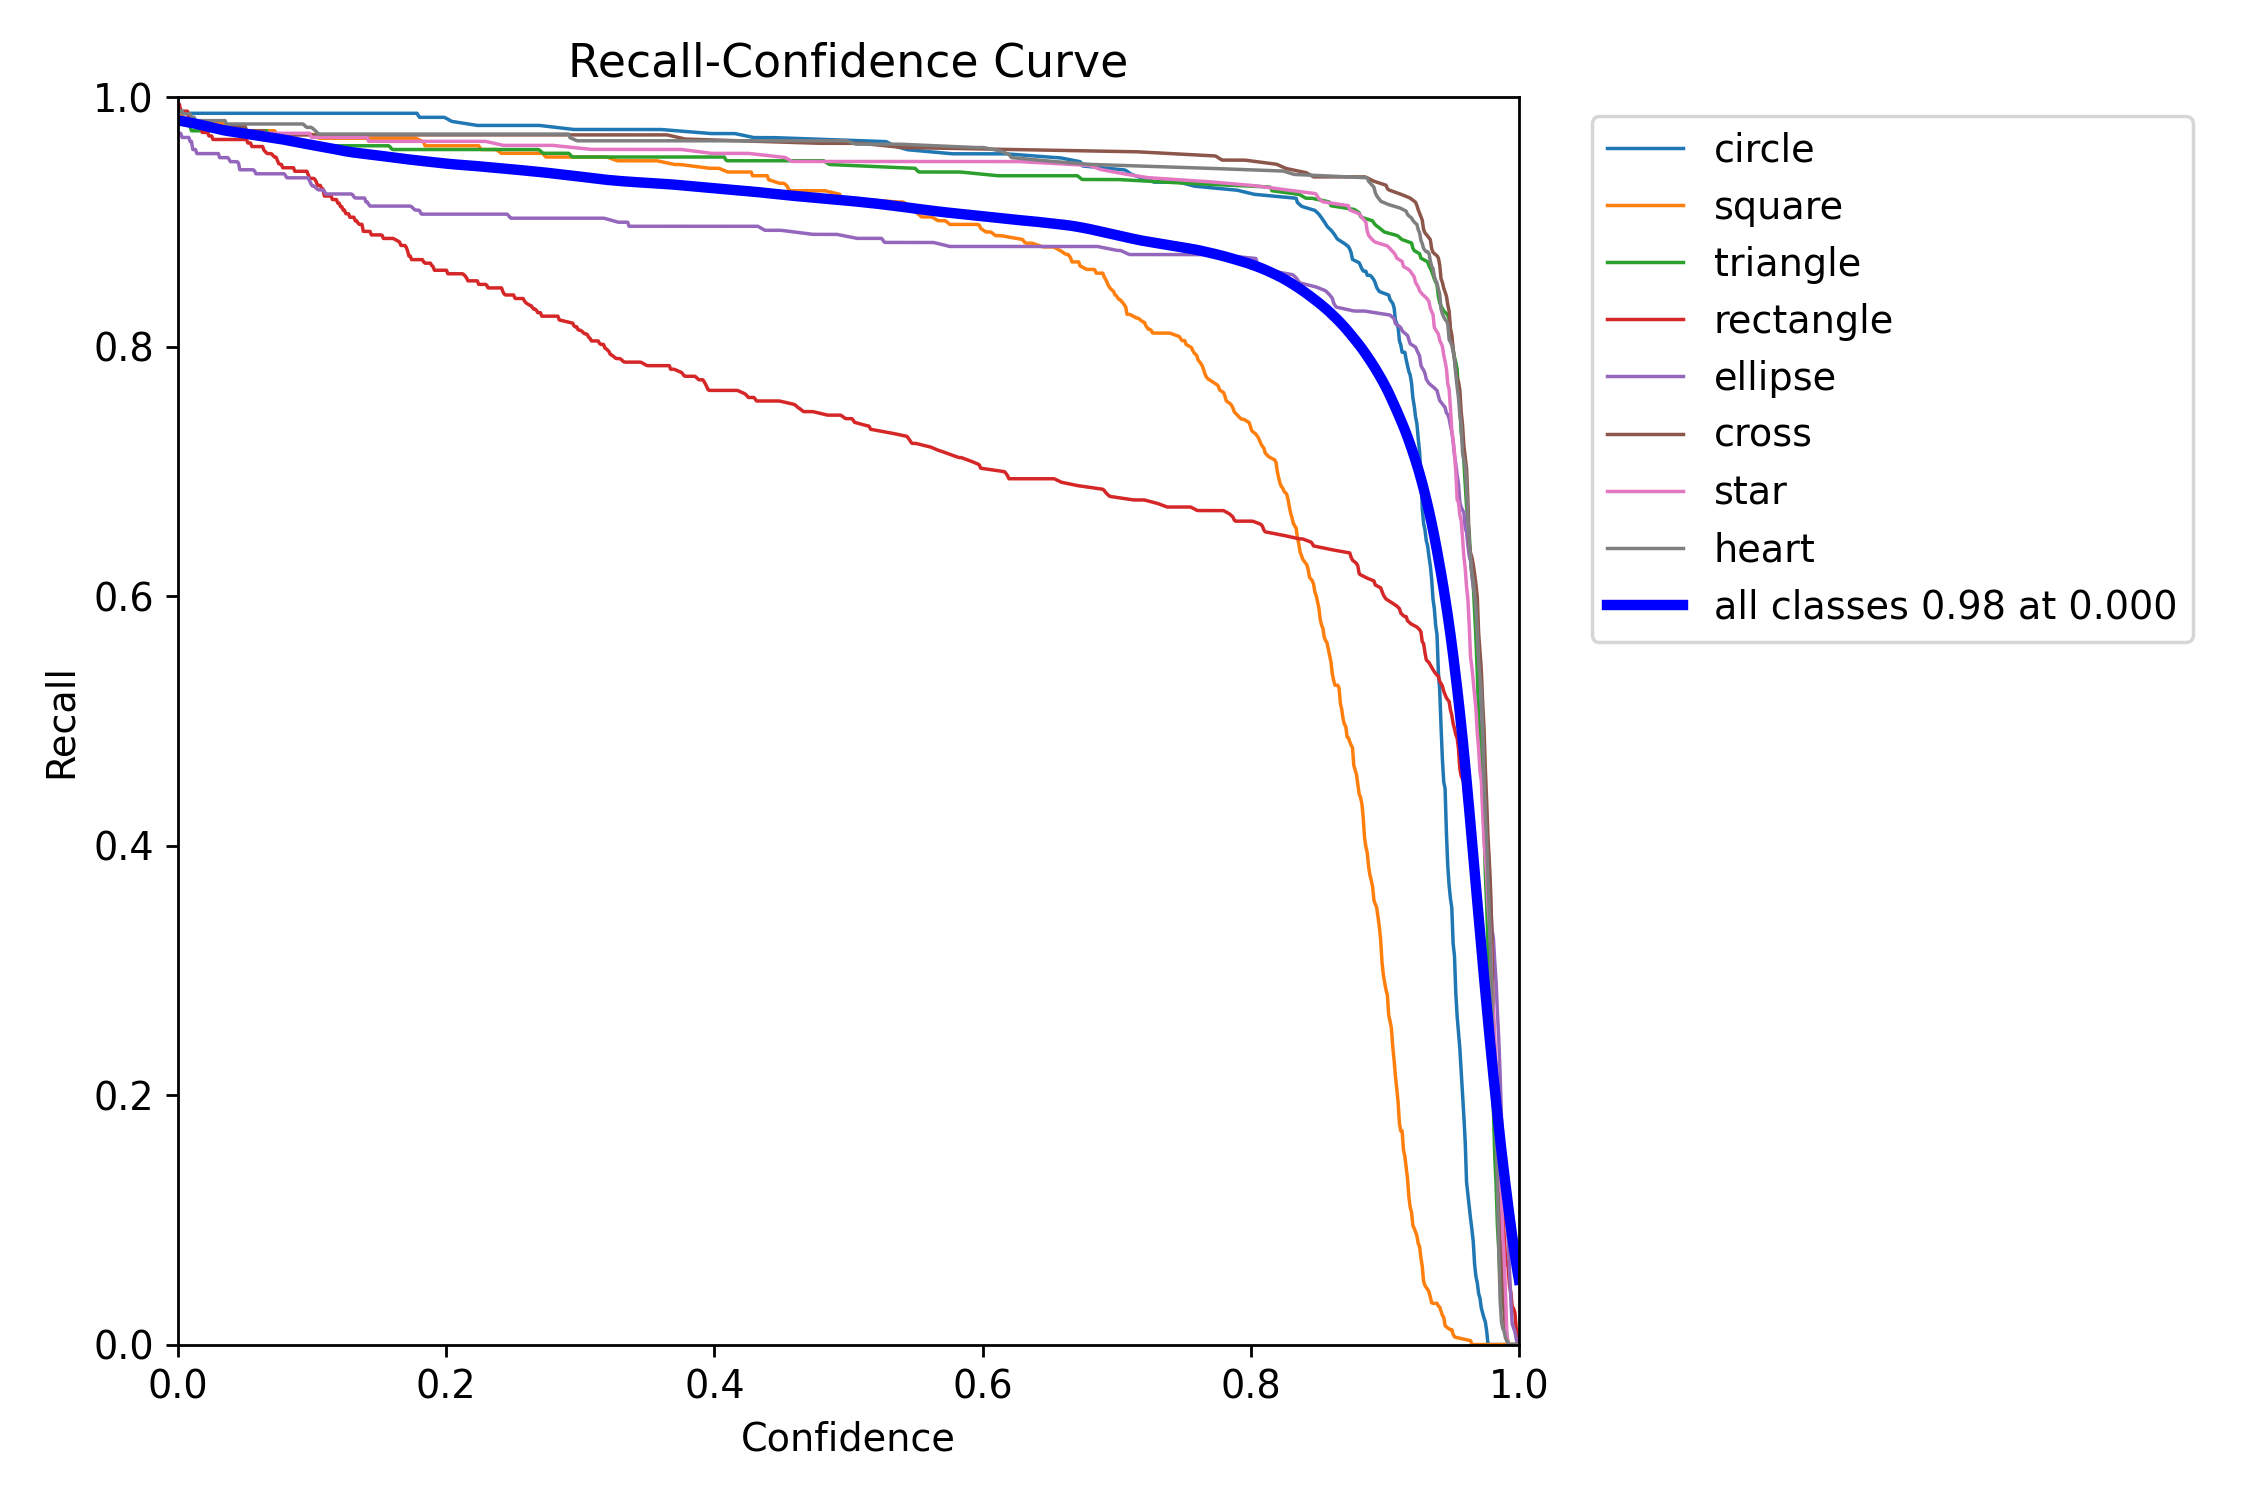 Recall-Confidence Curve
1.0
0.8
0.6
0.4
0.2
0.0
Recall
0.0 0.2 0.4 0.6 0.8 1.0
Confidence
circle
square
triangle
rectangle
ellipse
cross
star
heart
all classes 0.98 at 0.000